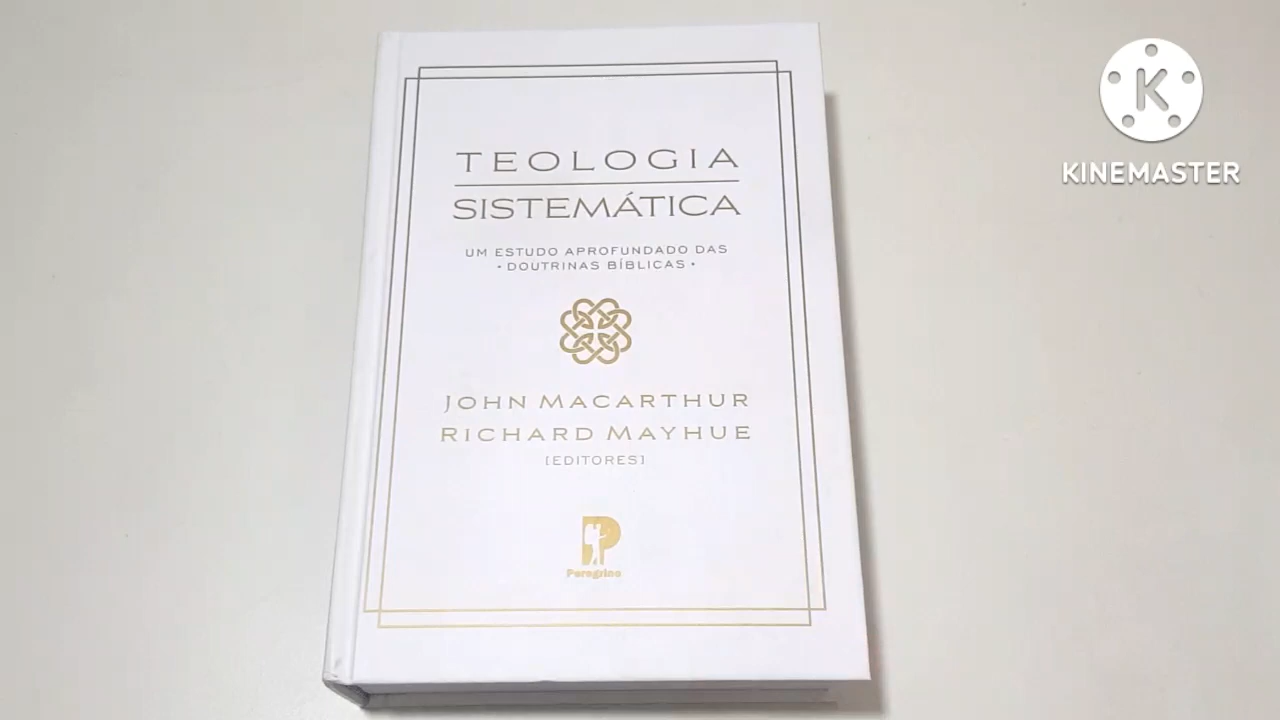 TEOLOGIA
SISTEMÁTICA
UM ESTUDO APROFUNDADO DAS
• DOUTRINAS BÍBLICAS •
JOHN MACARTHUR
RICHARD MAYHUE
[EDITORES]
P
Peregrino
K
KINEMASTER